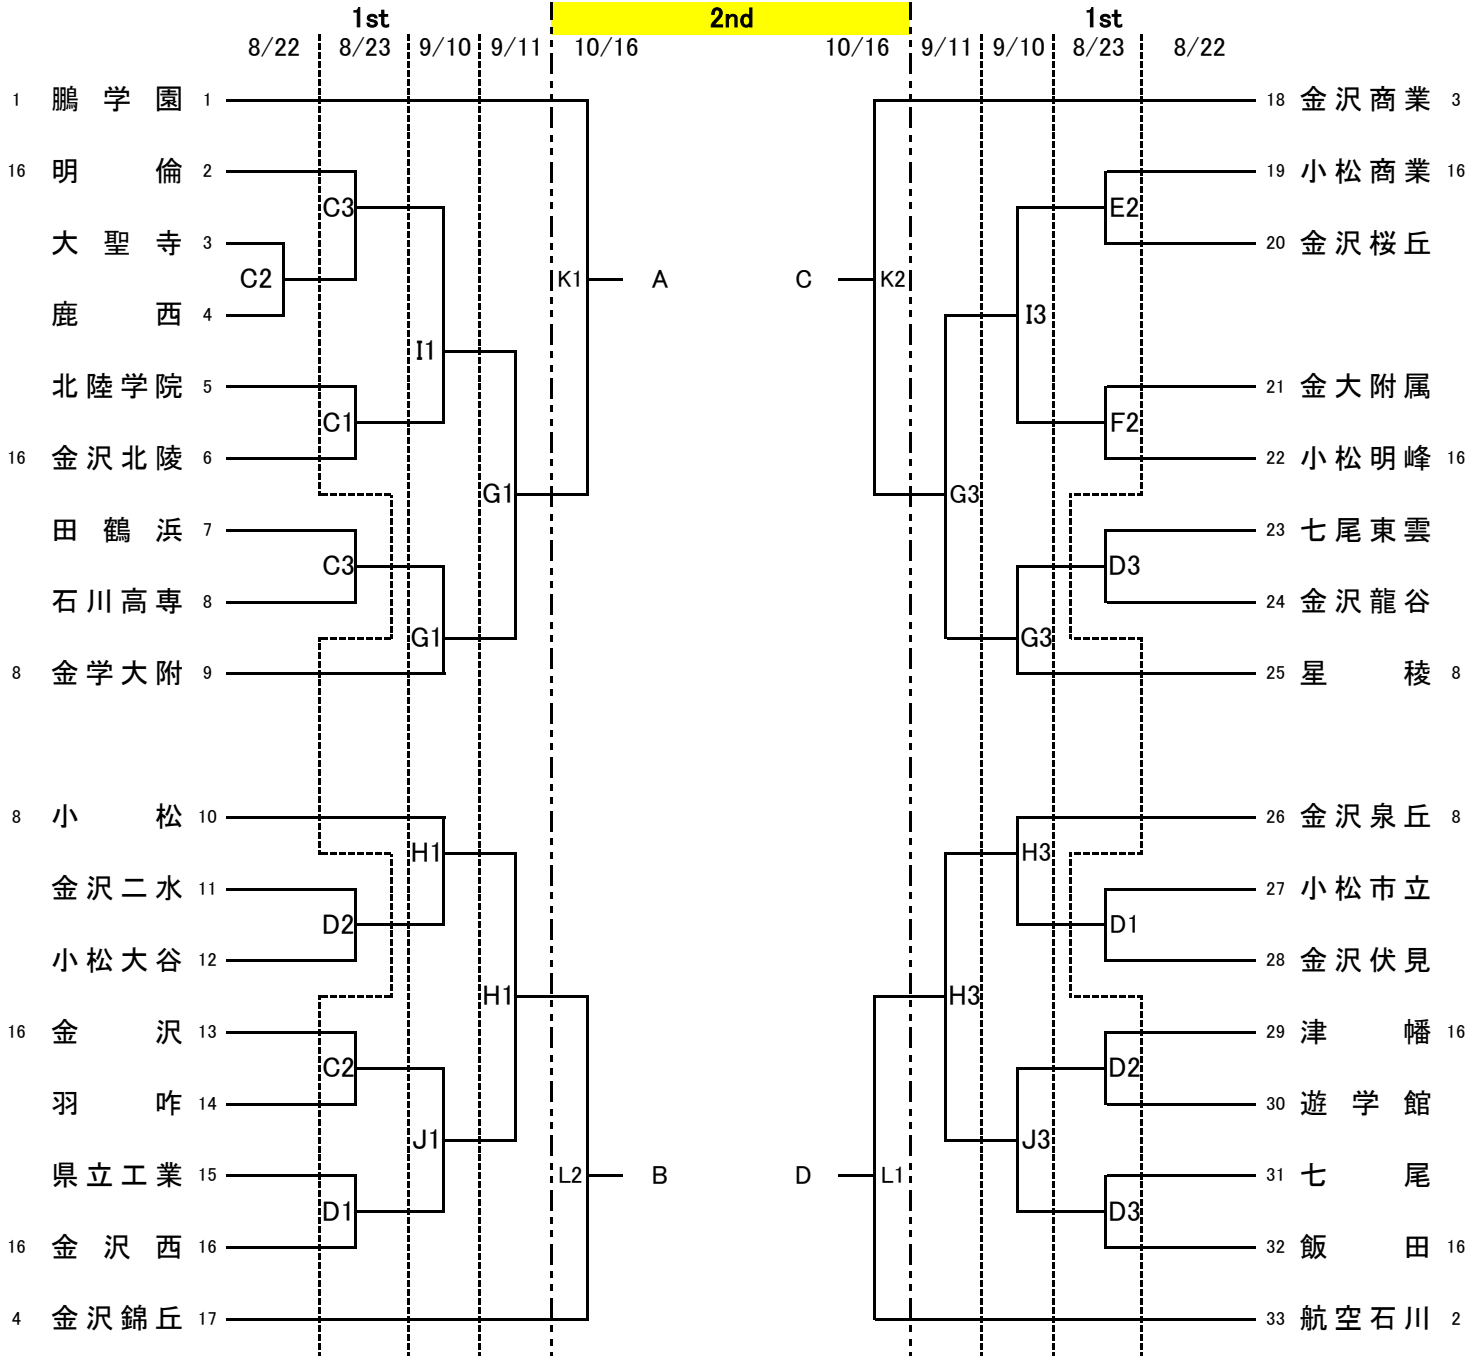 1st 2nd 1st
8/22 8/23 9/10 9/11 10/16 10/16 9/11 9/10 8/23 8/22
1 鵬学園 1 18 金沢商業 3
16 明倫 2 19 小松商業 16
C3 E2
大聖寺 3 20 金沢桜丘
C2 K1 A C K2
鹿西 4 I3
I1
北陸学院 5 21 金大附属
C1 F2
16 金沢北陵 6 22 小松明峰 16
G1 G3
田鶴浜 7 23 七尾東雲
C3 D3
石川高専 8 24 金沢龍谷
G1 G3
8 金学大附 9 25 星稜 8
8 小松 10 26 金沢泉丘 8
H1 H3
金沢二水 11 27 小松市立
D2 D1
小松大谷 12 28 金沢伏見
H1 H3
16 金沢 13 29 津幡 16
C2 D2
羽咋 14 30 遊学館
J1 J3
県立工業 15 L2 B D L1 31 七尾
D1 D3
16 金沢西 16 32 飯田 16
4 金沢錦丘 17 33 航空石川 2